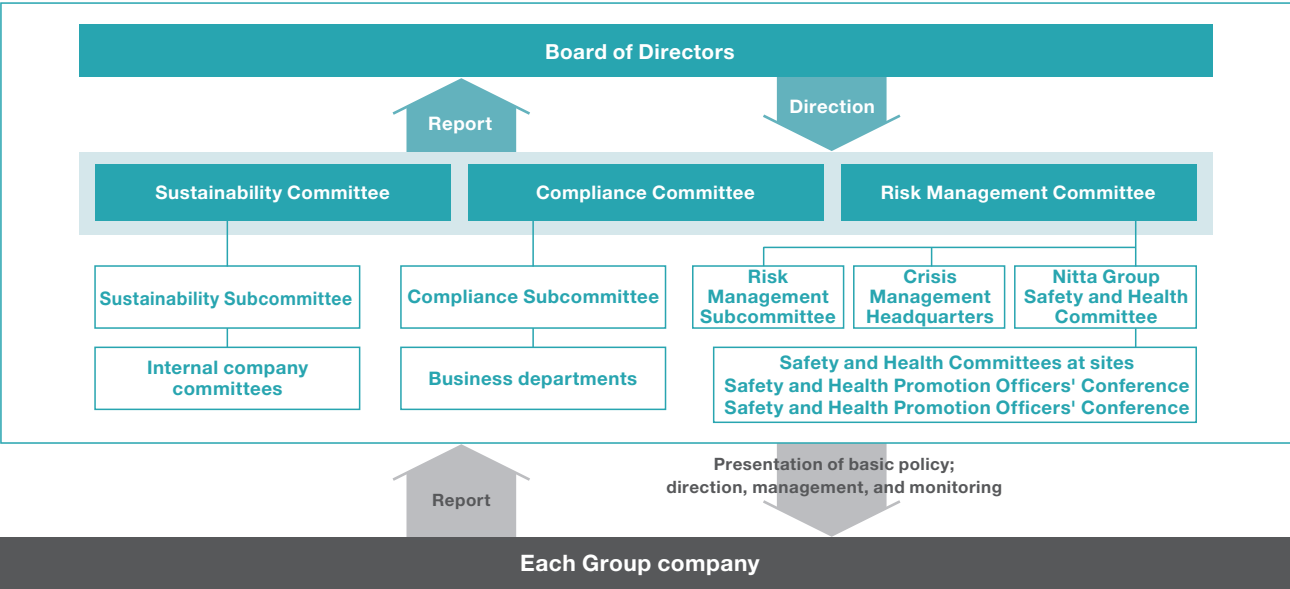 Board of Directors
Report
Direction
Sustainability Committee
Compliance Committee
Risk Management Committee
Sustainability Subcommittee
Compliance Subcommittee
Risk
Management
Subcommittee
Crisis
Management
Headquarters
Nitta Group
Safety and Health
Committee
Internal company
committees
Business departments
Safety and Health Committees at sites
Safety and Health Promotion Officers' Conference
Safety and Health Promotion Officers' Conference
Report
Presentation of basic policy;
direction, management, and monitoring
Each Group company